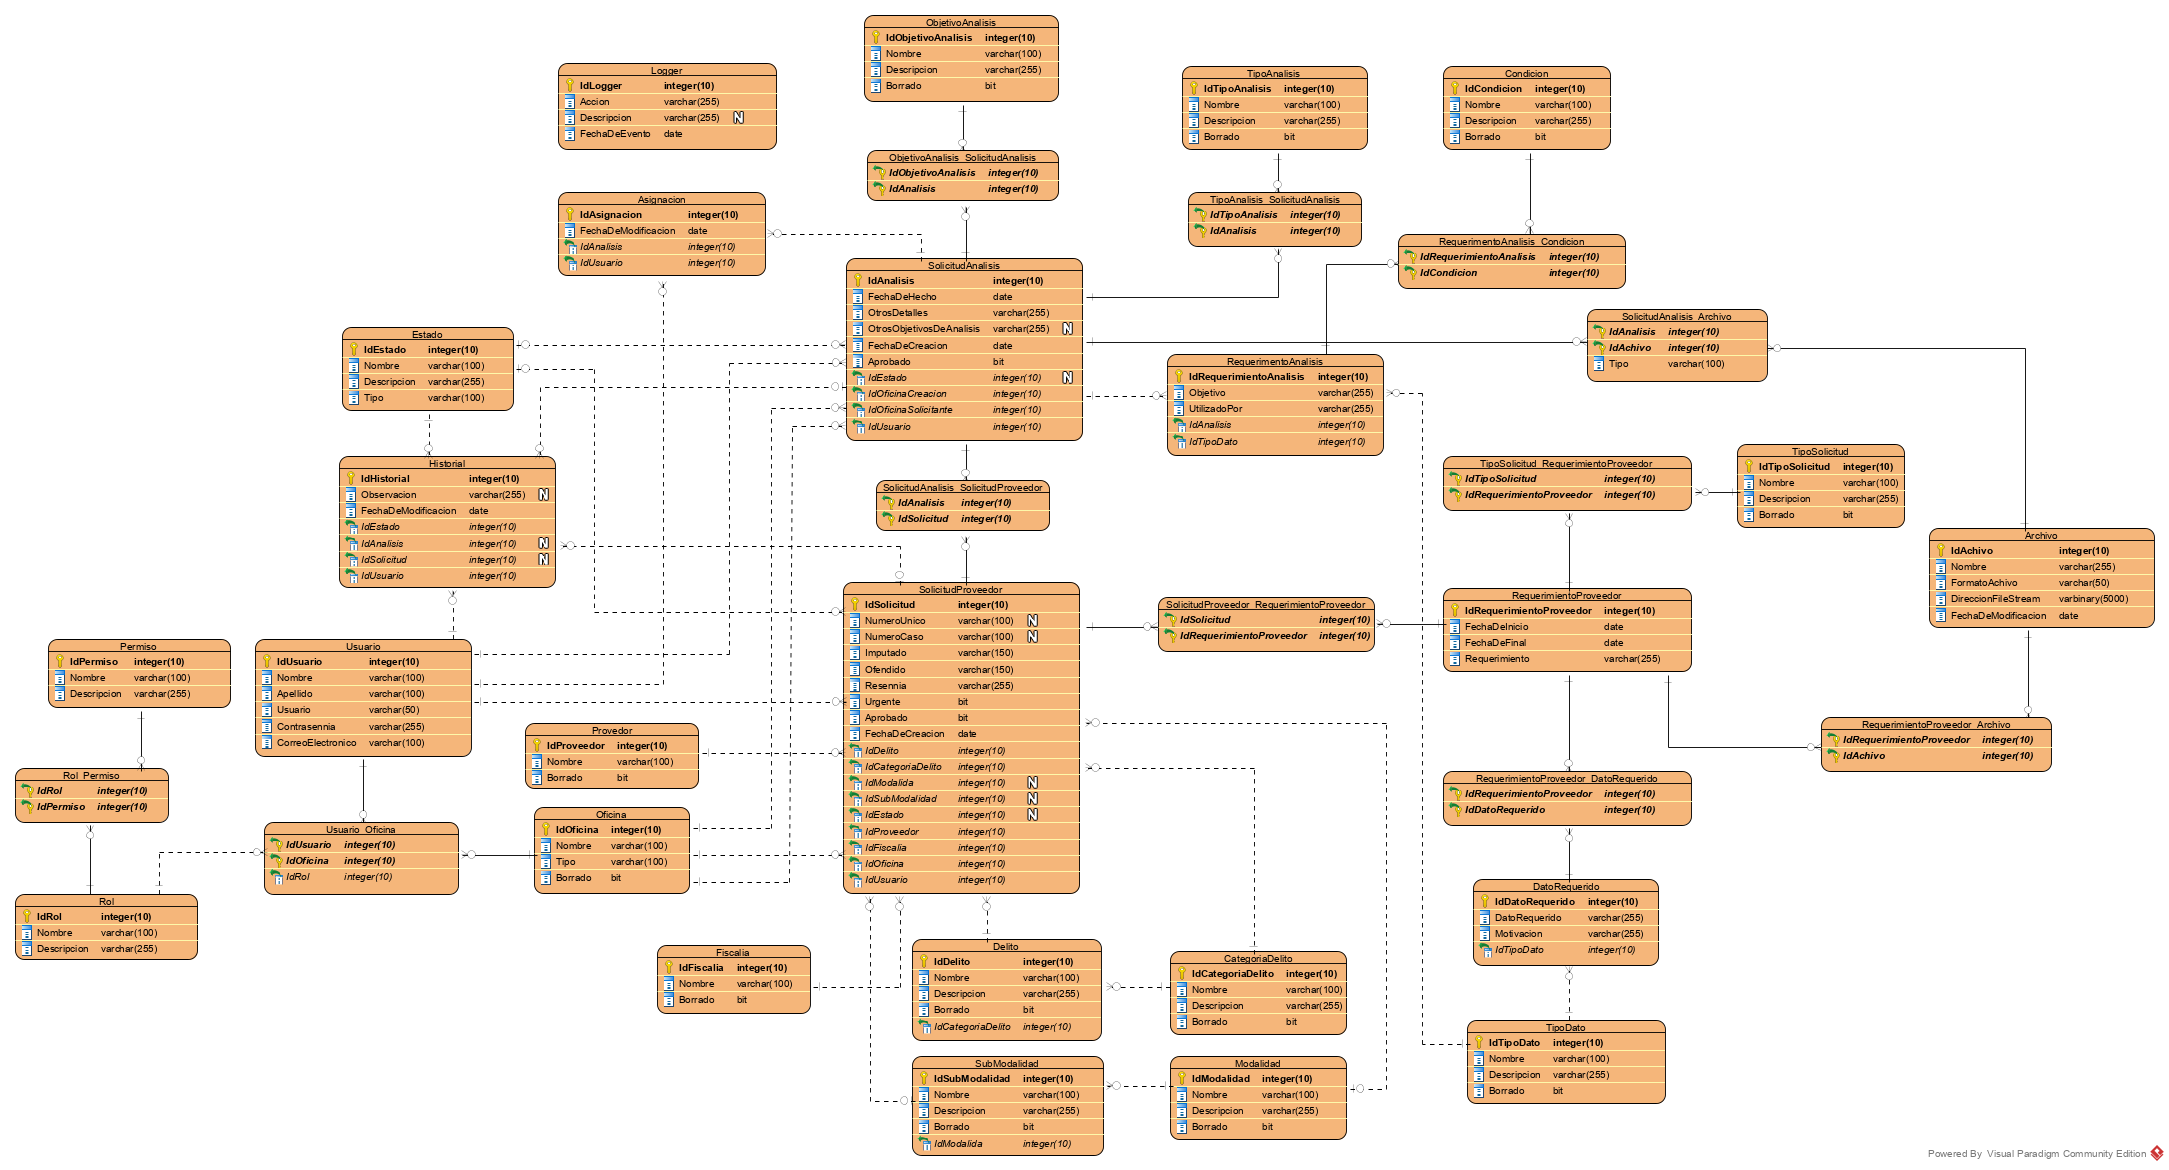 ObjetivoAnalisis
IdObjetivoAnalisis integer(10)
Nombre varchar(100)
Descripcion varchar(255)
Borrado bit
Logger
IdLogger integer(10)
Accion varchar(255)
Descripcion varchar(255) N
FechaDeEvento date
TipoAnalisis
IdTipoAnalisis integer(10)
Nombre varchar(100)
Descripcion varchar(255)
Borrado bit
Condicion
IdCondicion integer(10)
Nombre varchar(100)
Descripcion varchar(255)
Borrado bit
ObjetivoAnalisis_SolicitudAnalisis
IdObjetivoAnalisis integer(10)
IdAnalisis integer(10)
Asignacion
IdAsignacion integer(10)
FechaDeModificacion date
IdAnalisis integer(10)
IdUsuario integer(10)
TipoAnalisis_SolicitudAnalisis
IdTipoAnalisis integer(10)
IdAnalisis integer(10)
RequerimentoAnalisis_Condicion
IdRequerimientoAnalisis integer(10)
IdCondicion integer(10)
SolicitudAnalisis
IdAnalisis integer(10)
FechaDeHecho date
OtrosDetalles varchar(255)
OtrosObjetivosDeAnalisis varchar(255) N
FechaDeCreacion date
Aprobado bit
IdEstado integer(10) N
IdOficinaCreacion integer(10)
IdOficinaSolicitante integer(10)
IdUsuario integer(10)
SolicitudAnalisis_Archivo
IdAnalisis integer(10)
IdAchivo integer(10)
Tipo varchar(100)
Estado
IdEstado integer(10)
Nombre varchar(100)
Descripcion varchar(255)
Tipo varchar(100)
RequerimentoAnalisis
IdRequerimientoAnalisis integer(10)
Objetivo varchar(255)
UtilizadoPor varchar(255)
IdAnalisis integer(10)
IdTipoDato integer(10)
Historial
IdHistorial integer(10)
Observacion varchar(255) N
FechaDeModificacion date
IdEstado integer(10)
IdAnalisis integer(10) N
IdSolicitud integer(10) N
IdUsuario integer(10)
SolicitudAnalisis_SolicitudProveedor
IdAnalisis integer(10)
IdSolicitud integer(10)
TipoSolicitud_RequerimientoProveedor
IdTipoSolicitud integer(10)
IdRequerimientoProveedor integer(10)
TipoSolicitud
IdTipoSolicitud integer(10)
Nombre varchar(100)
Descripcion varchar(255)
Borrado bit
Archivo
IdAchivo integer(10)
Nombre varchar(255)
FormatoAchivo varchar(50)
DireccionFileStream varbinary(5000)
FechaDeModificacion date
SolicitudProveedor
IdSolicitud integer(10)
NumeroUnico varchar(100) N
NumeroCaso varchar(100) N
Imputado varchar(150)
Ofendido varchar(150)
Resennia varchar(255)
Urgente bit
Aprobado bit
FechaDeCreacion date
IdDelito integer(10)
IdCategoriaDelito integer(10)
IdModalida integer(10) N
IdSubModalidad integer(10) N
IdEstado integer(10) N
IdProveedor integer(10)
IdFiscalia integer(10)
IdOficina integer(10)
IdUsuario integer(10)
SolicitudProveedor_RequerimientoProveedor
IdSolicitud integer(10)
IdRequerimientoProveedor integer(10)
RequerimientoProveedor
IdRequerimientoProveedor integer(10)
FechaDeInicio date
FechaDeFinal date
Requerimiento varchar(255)
Permiso
IdPermiso integer(10)
Nombre varchar(100)
Descripcion varchar(255)
Usuario
IdUsuario integer(10)
Nombre varchar(100)
Apellido varchar(100)
Usuario varchar(50)
Contrasennia varchar(255)
CorreoElectronico varchar(100)
Provedor
IdProveedor integer(10)
Nombre varchar(100)
Borrado bit
RequerimientoProveedor_Archivo
IdRequerimientoProveedor integer(10)
IdAchivo integer(10)
Rol_Permiso
IdRol integer(10)
IdPermiso integer(10)
RequerimientoProveedor_DatoRequerido
IdRequerimientoProveedor integer(10)
IdDatoRequerido integer(10)
Usuario_Oficina
IdUsuario integer(10)
IdOficina integer(10)
IdRol integer(10)
Oficina
IdOficina integer(10)
Nombre varchar(100)
Tipo varchar(100)
Borrado bit
Rol
IdRol integer(10)
Nombre varchar(100)
Descripcion varchar(255)
DatoRequerido
IdDatoRequerido integer(10)
DatoRequerido varchar(255)
Motivacion varchar(255)
IdTipoDato integer(10)
Fiscalia
IdFiscalia integer(10)
Nombre varchar(100)
Borrado bit
Delito
IdDelito integer(10)
Nombre varchar(100)
Descripcion varchar(255)
Borrado bit
IdCategoriaDelito integer(10)
CategoriaDelito
IdCategoriaDelito integer(10)
Nombre varchar(100)
Descripcion varchar(255)
Borrado bit
TipoDato
IdTipoDato integer(10)
Nombre varchar(100)
Descripcion varchar(255)
Borrado bit
SubModalidad
IdSubModalidad integer(10)
Nombre varchar(100)
Descripcion varchar(255)
Borrado bit
IdModalida integer(10)
Modalidad
IdModalidad integer(10)
Nombre varchar(100)
Descripcion varchar(255)
Borrado bit
Powered By Visual Paradigm Community Edition